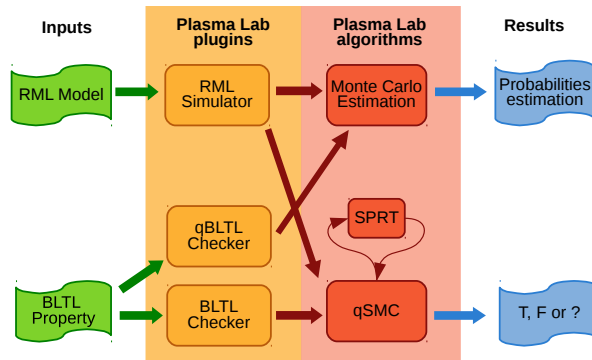 Inputs
Plasma Lab
plugins
Plasma Lab
algorithms
Results
RML Model
RML
Simulator
Monte Carlo
Estimation
Probabilities
estimation
qBLTL
Checker
SPRT
BLTL
Property
BLTL
Checker
qSMC
T, F or ?